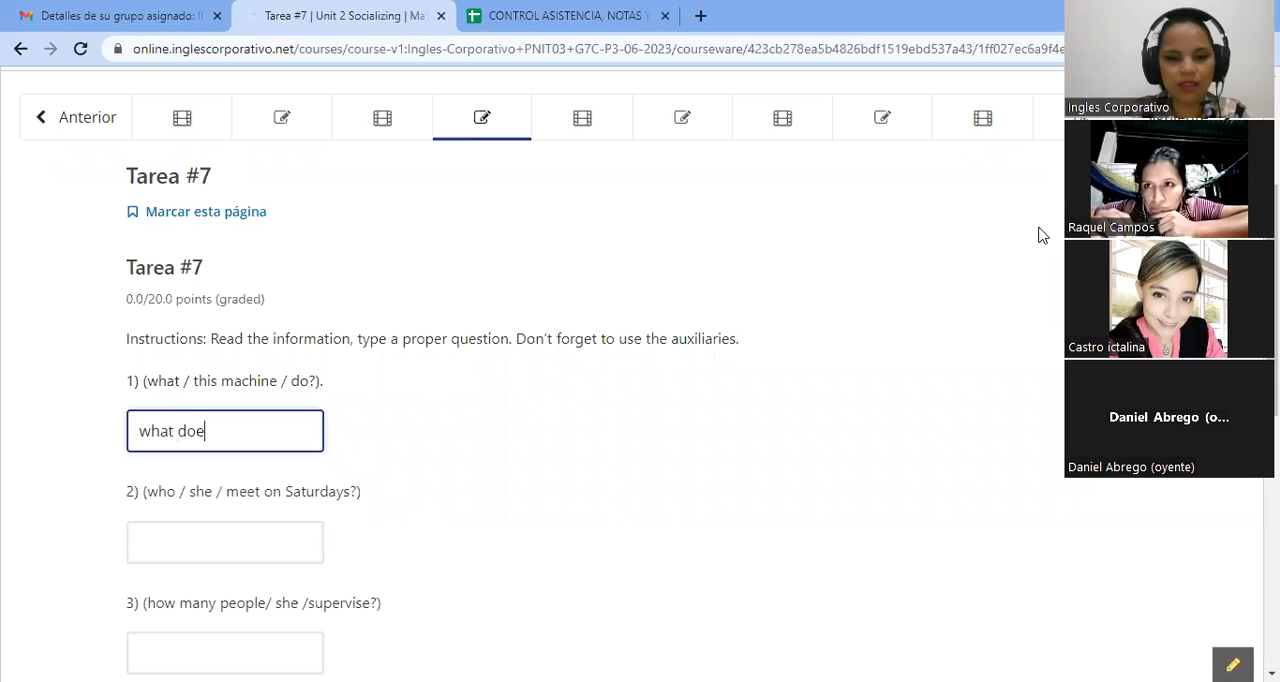 Detalles de su grupo asignado: I
Tarea #7 | Unit 2 Socializing | Ma
CONTROL ASISTENCIA, NOTAS Y
online.inglescorporativo.net/courses/course-v1:Ingles-Corporativo+PNIT03+G7C-P3-06-2023/courseware/423cb278ea5b4826bdf1519ebd537a43/1ff027ec6a9f4e
Anterior
Tarea #7
Marcar esta página
Tarea #7
0.0/20.0 points (graded)
Instructions: Read the information, type a proper question. Don't forget to use the auxiliaries.
1) (what / this machine / do?).
what doe
2) (who / she / meet on Saturdays?)
3) (how many people/ she /supervise?)
Ingles Corporativo
Raquel Campos
Castro ictalina
Daniel Abrego (o...
Daniel Abrego (oyente)